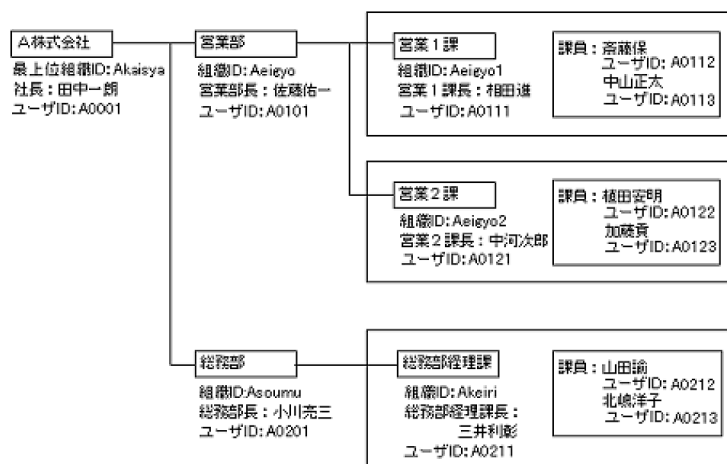 A株式会社
最上位組織ID:Akaisya
社長：田中一朗
ユーザID:A0001
営業部
組織ID:Aeigyo
営業部長：佐藤佑一
ユーザID:A0101
営業1課
組織ID:Aeigyo1
営業1課長：相田進
ユーザID:A0111
課員：斎藤保
ユーザID:A0112
中山正太
ユーザID:A0113
営業2課
組織ID:Aeigyo2
営業2課長：中河次郎
ユーザID:A0121
課員：植田安明
ユーザID:A0122
加蔵貢
ユーザID:A0123
総務部
組織ID:Asoumu
総務部長：小川亮三
ユーザID:A0201
総務部経理課
組織ID:Akeiri
総務部経理課長：
三井利彰
ユーザID:A0211
課員：山田諭
ユーザID:A0212
北嶋洋子
ユーザID:A0213